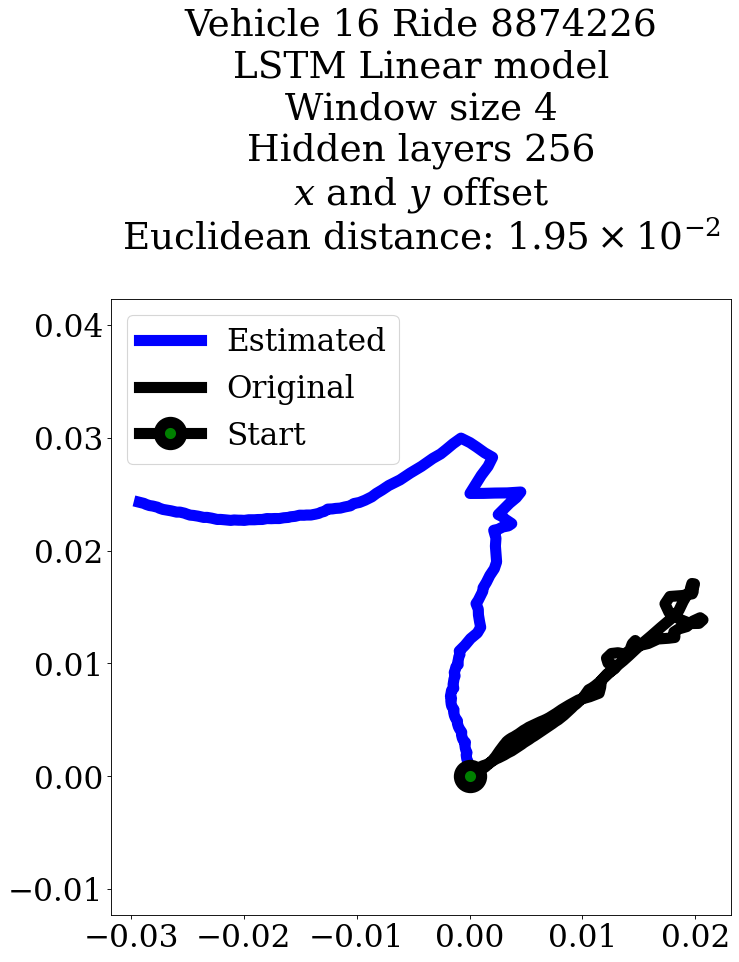 Vehicle 16 Ride 8874226
LSTM Linear model
Window size 4
Hidden layers 256
x and y offset
Euclidean distance: 1.95 × 10⁻²
Estimated
Original
Start
0.04
0.03
0.02
0.01
0.00
−0.01
−0.03 −0.02 −0.01 0.00 0.01 0.02